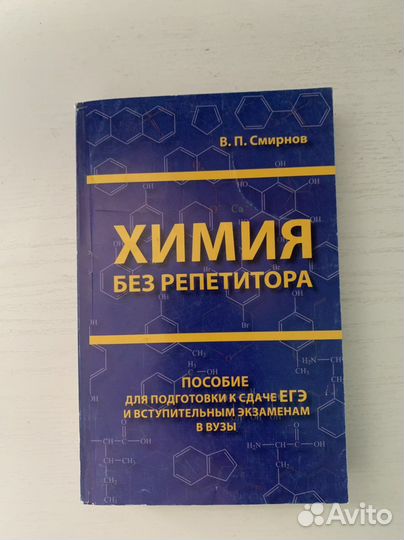 В. П. Смирнов
ХИМИЯ
БЕЗ РЕПЕТИТОРА
ПОСОБИЕ
ДЛЯ ПОДГОТОВКИ К СДАЧЕ ЕГЭ
И ВСТУПИТЕЛЬНЫМ ЭКЗАМЕНАМ
В ВУЗЫ
Avito